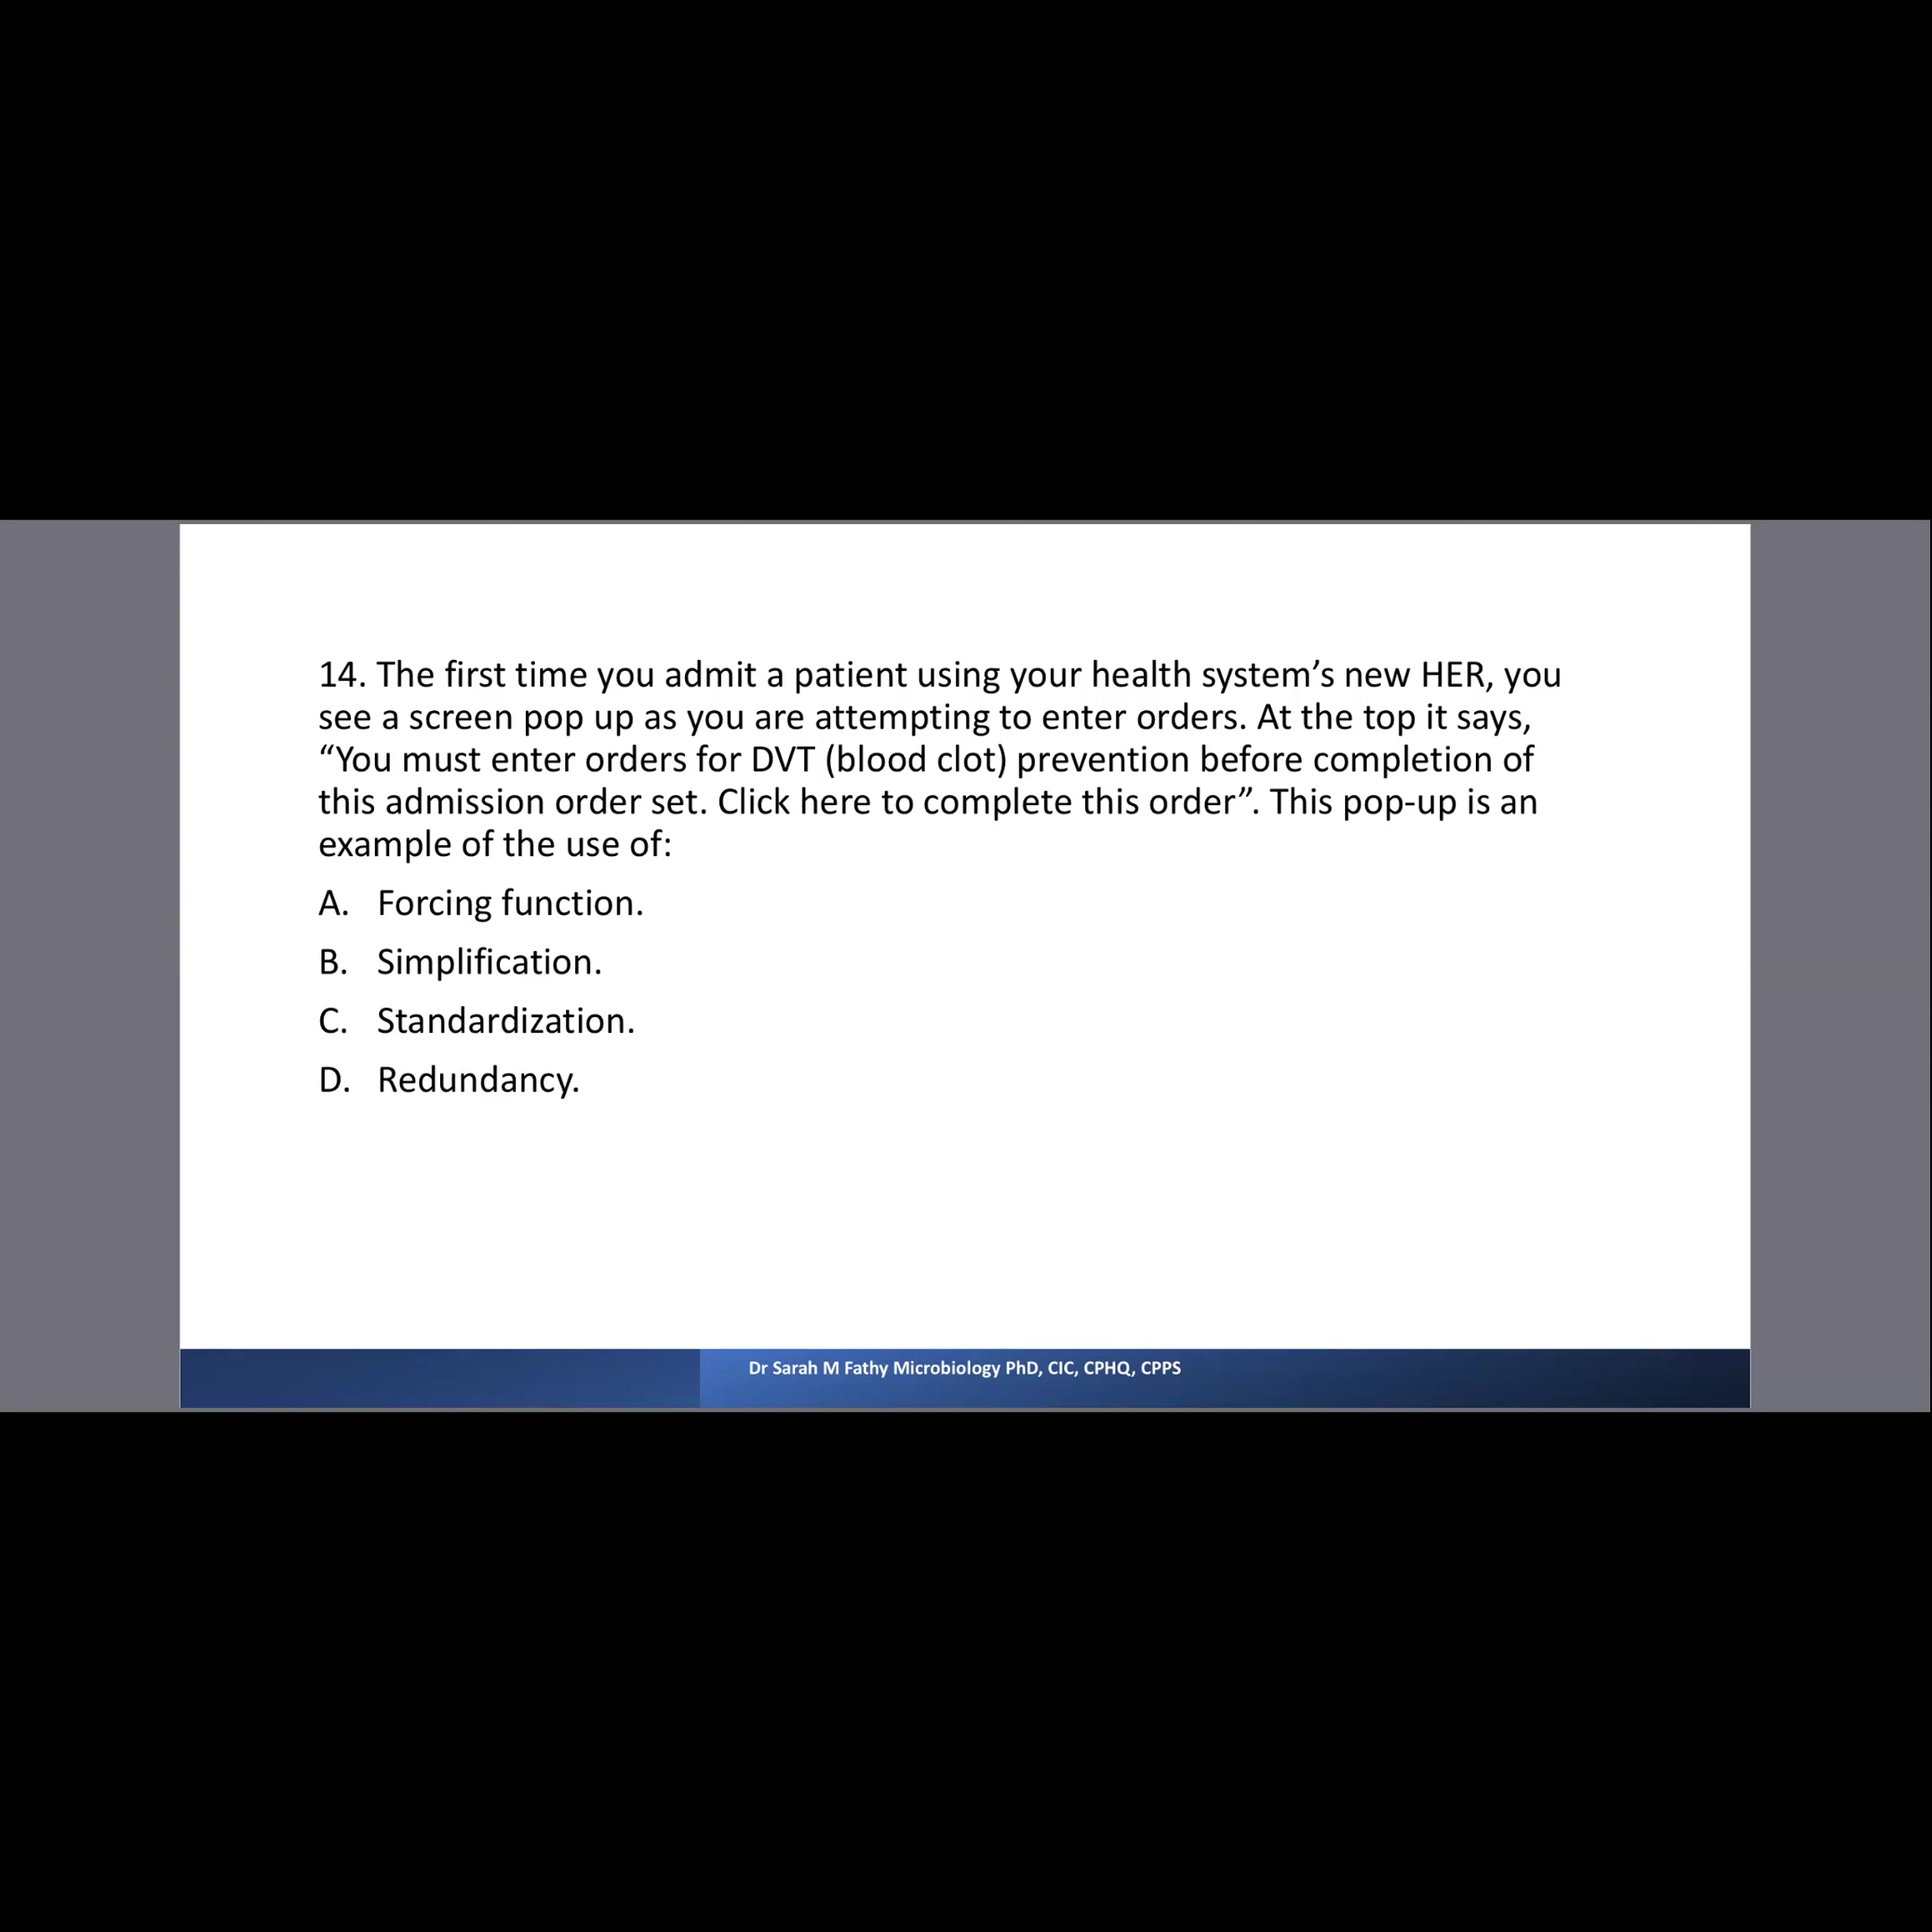 14. The first time you admit a patient using your health system’s new HER, you
see a screen pop up as you are attempting to enter orders. At the top it says,
“You must enter orders for DVT (blood clot) prevention before completion of
this admission order set. Click here to complete this order”. This pop-up is an
example of the use of:
A. Forcing function.
B. Simplification.
C. Standardization.
D. Redundancy.
Dr Sarah M Fathy Microbiology PhD, CIC, CPHQ, CPPS